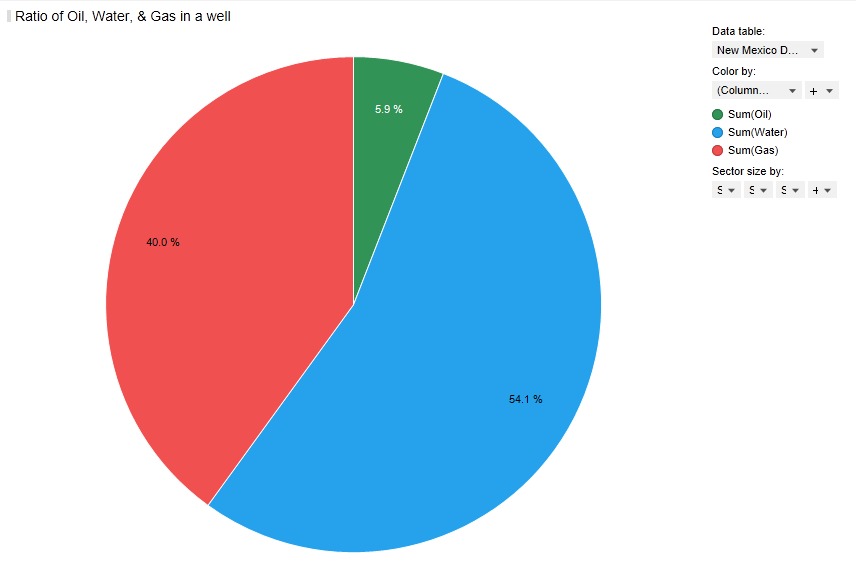 Ratio of Oil, Water, & Gas in a well
Data table:
New Mexico D...
Color by:
(Column...
+
Sum(Oil)
Sum(Water)
Sum(Gas)
Sector size by:
S S S +
5.9 %
40.0 %
54.1 %